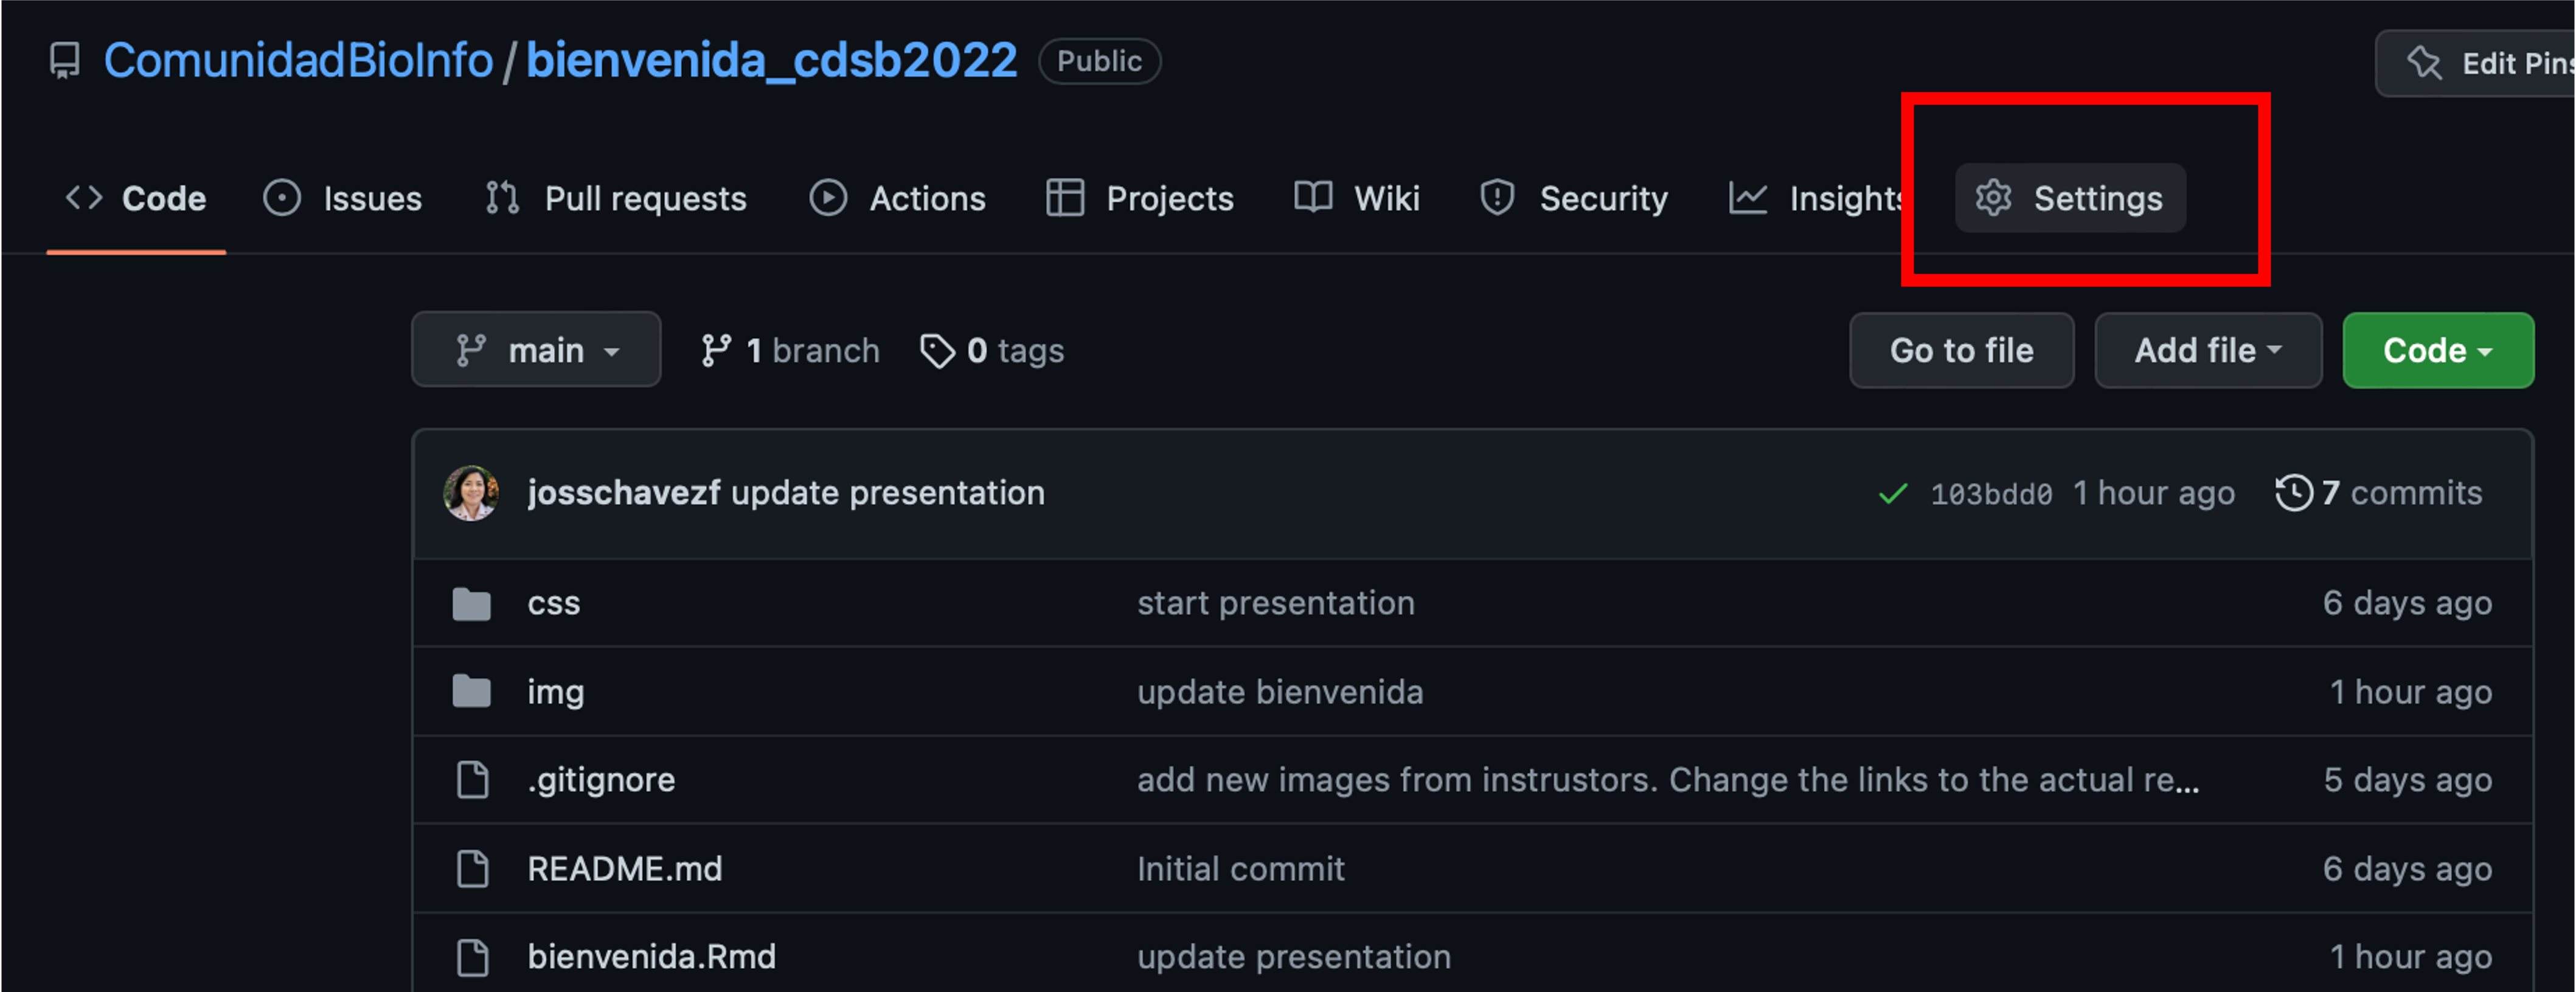 ComunidadBioInfo / bienvenida_cdsb2022 Public
Edit Pins
Code Issues Pull requests Actions Projects Wiki Security Insights Settings
main 1 branch 0 tags Go to file Add file Code
josschavezf update presentation 103bdd0 1 hour ago 7 commits
css start presentation 6 days ago
img update bienvenida 1 hour ago
.gitignore add new images from instrustors. Change the links to the actual re... 5 days ago
README.md Initial commit 6 days ago
bienvenida.Rmd update presentation 1 hour ago